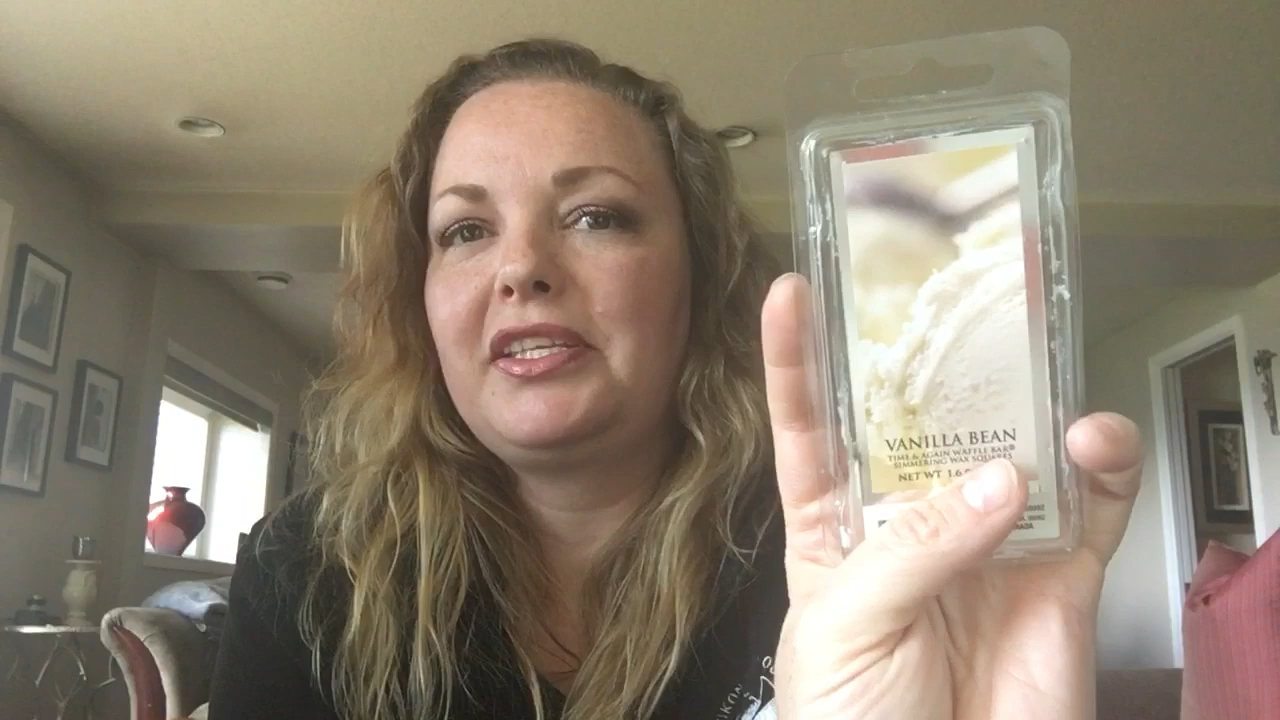 VANILLA BEAN
TIME & AGAIN WAFFLE BAR®
SIMMERING WAX SQUARES
NET WT 1.6